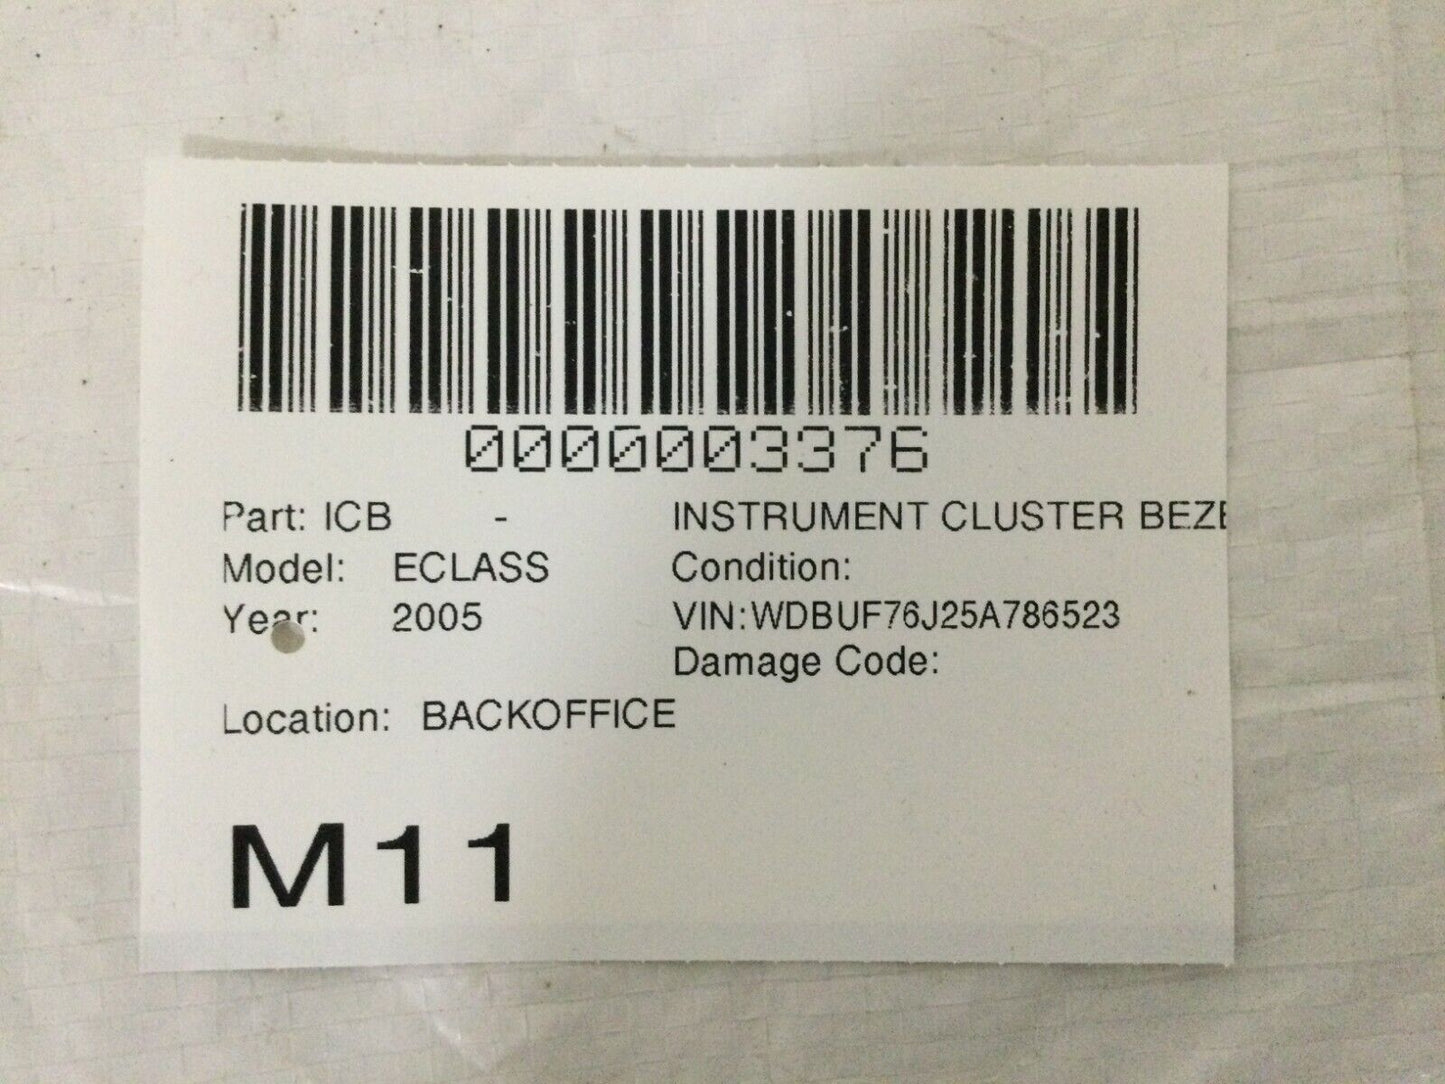 0000003376
Part: ICB - INSTRUMENT CLUSTER BEZE
Model: ECLASS Condition:
Year: 2005 VIN:WDBUF76J25A786523
Damage Code:
Location: BACKOFFICE
M11